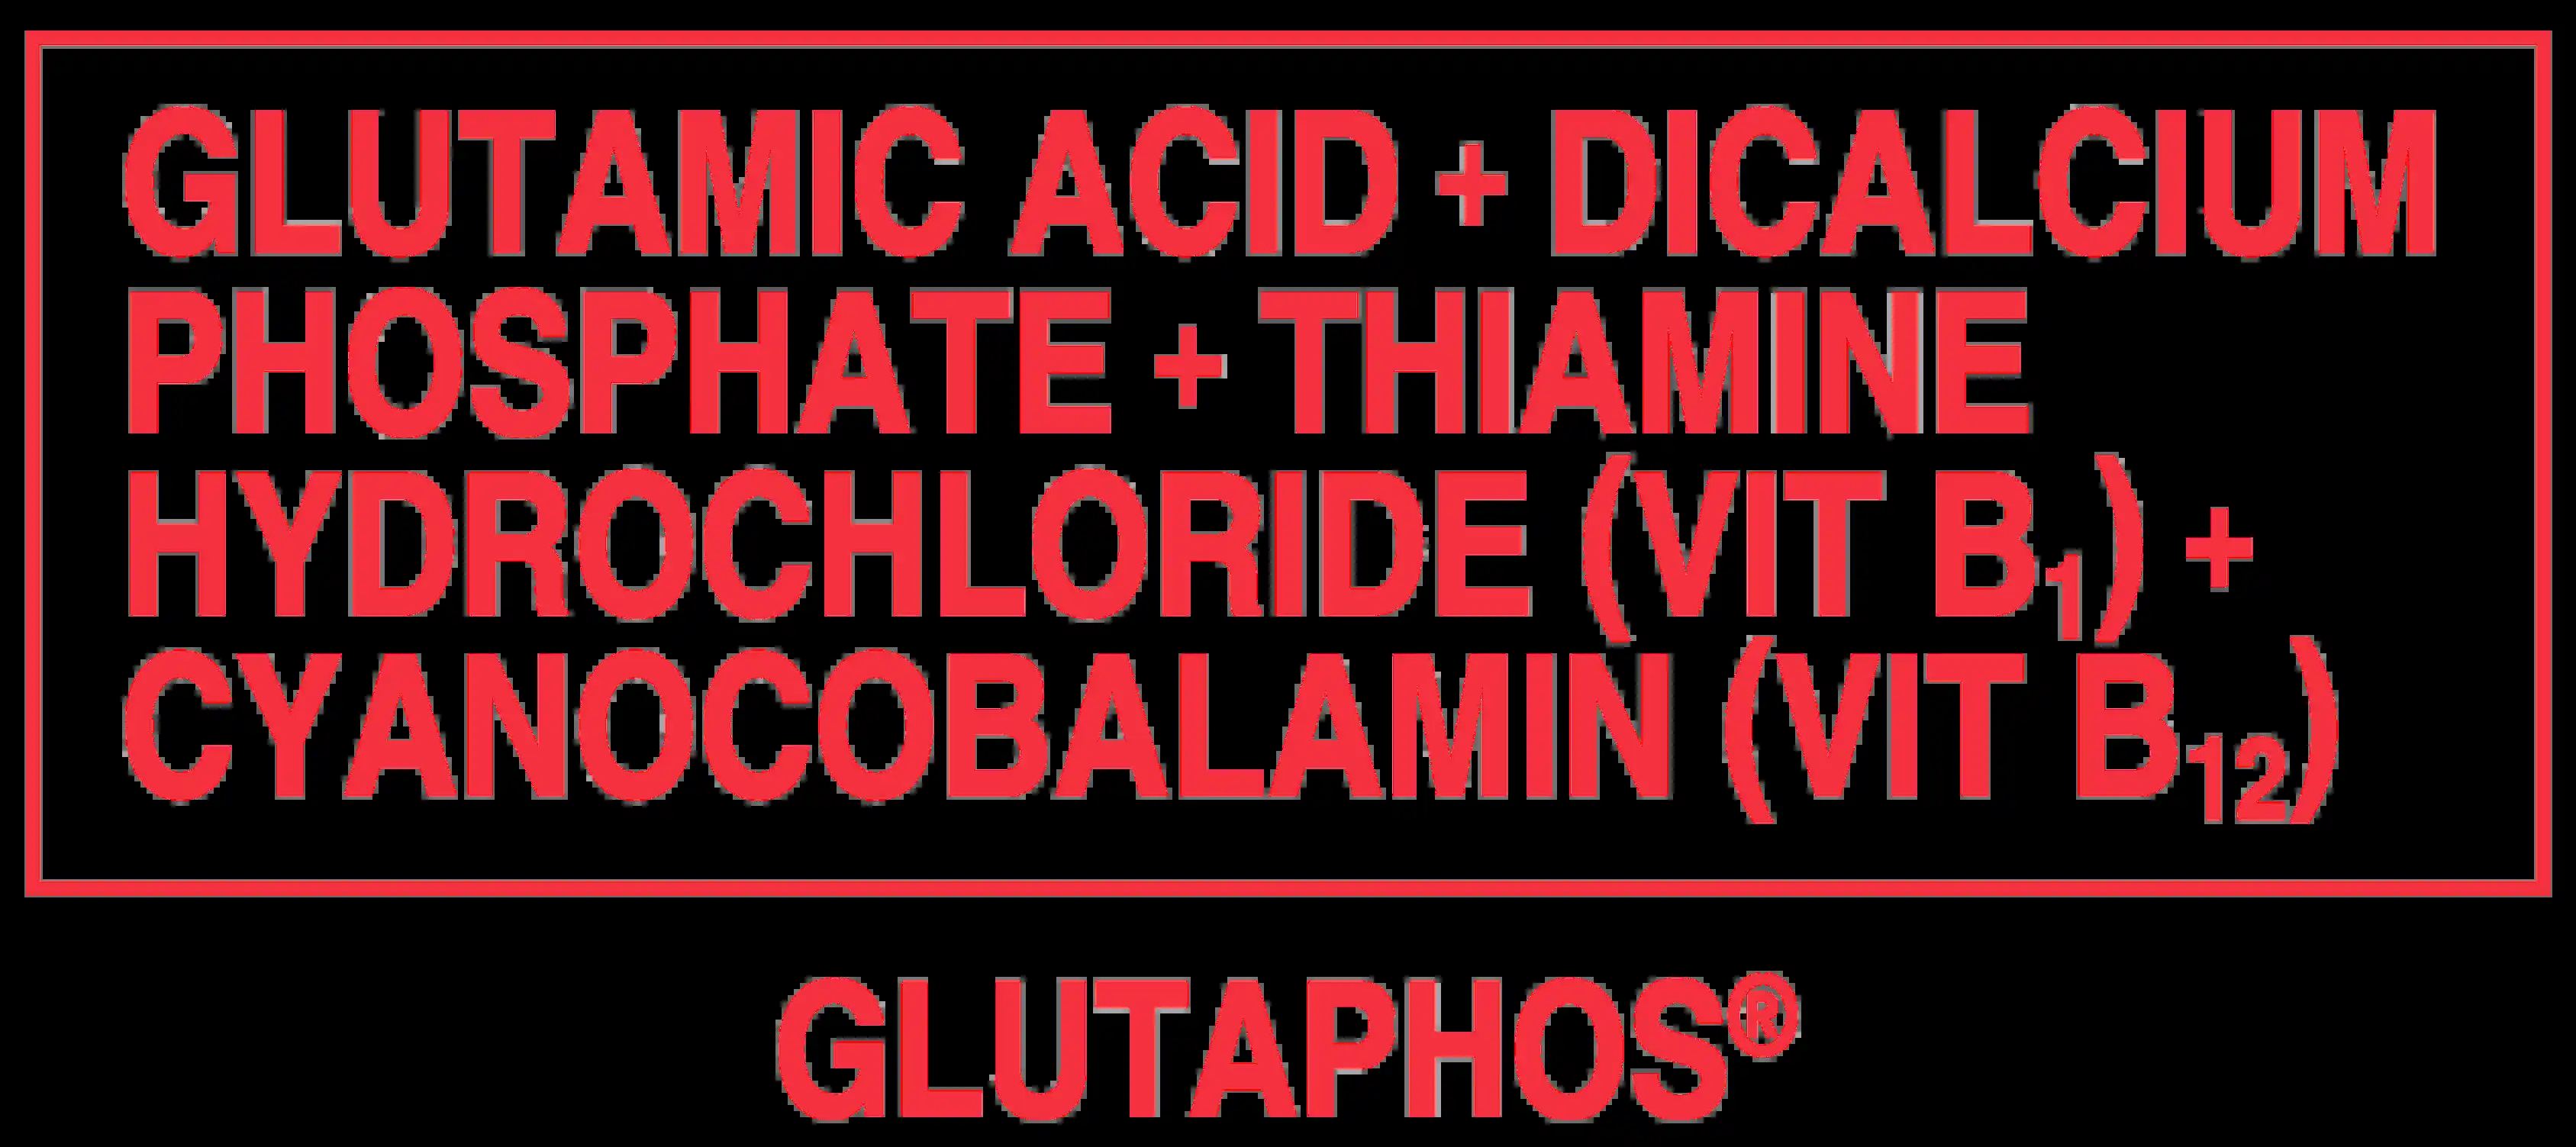 GLUTAMIC ACID + DICALCIUM
PHOSPHATE + THIAMINE
HYDROCHLORIDE (VIT B₁) +
CYANOCOBALAMIN (VIT B₁₂)
GLUTAPHOS®